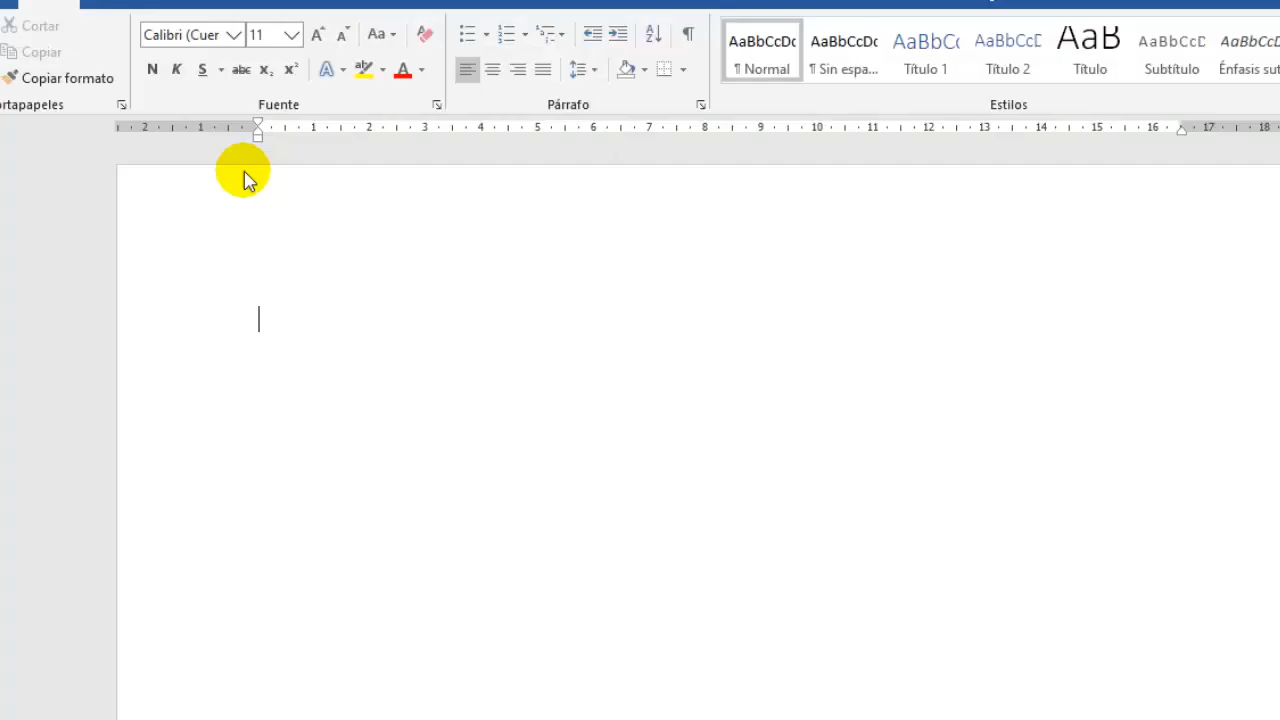 Cortar
Copiar
Copiar formato
ortapapeles
Calibri (Cuer
11
Aa
N K S abc x₂ x² A ab A
Fuente
A Z ¶
Párrafo
AaBbCcDc
¶ Normal
AaBbCcDc
¶ Sin espa...
AaBbCc
Título 1
AaBbCcD
Título 2
AaB
Título
AaBbCcD
Subtítulo
AaBbCcDc
Énfasis sut
Estilos
2 1 1 2 3 4 5 6 7 8 9 10 11 12 13 14 15 16 17 18